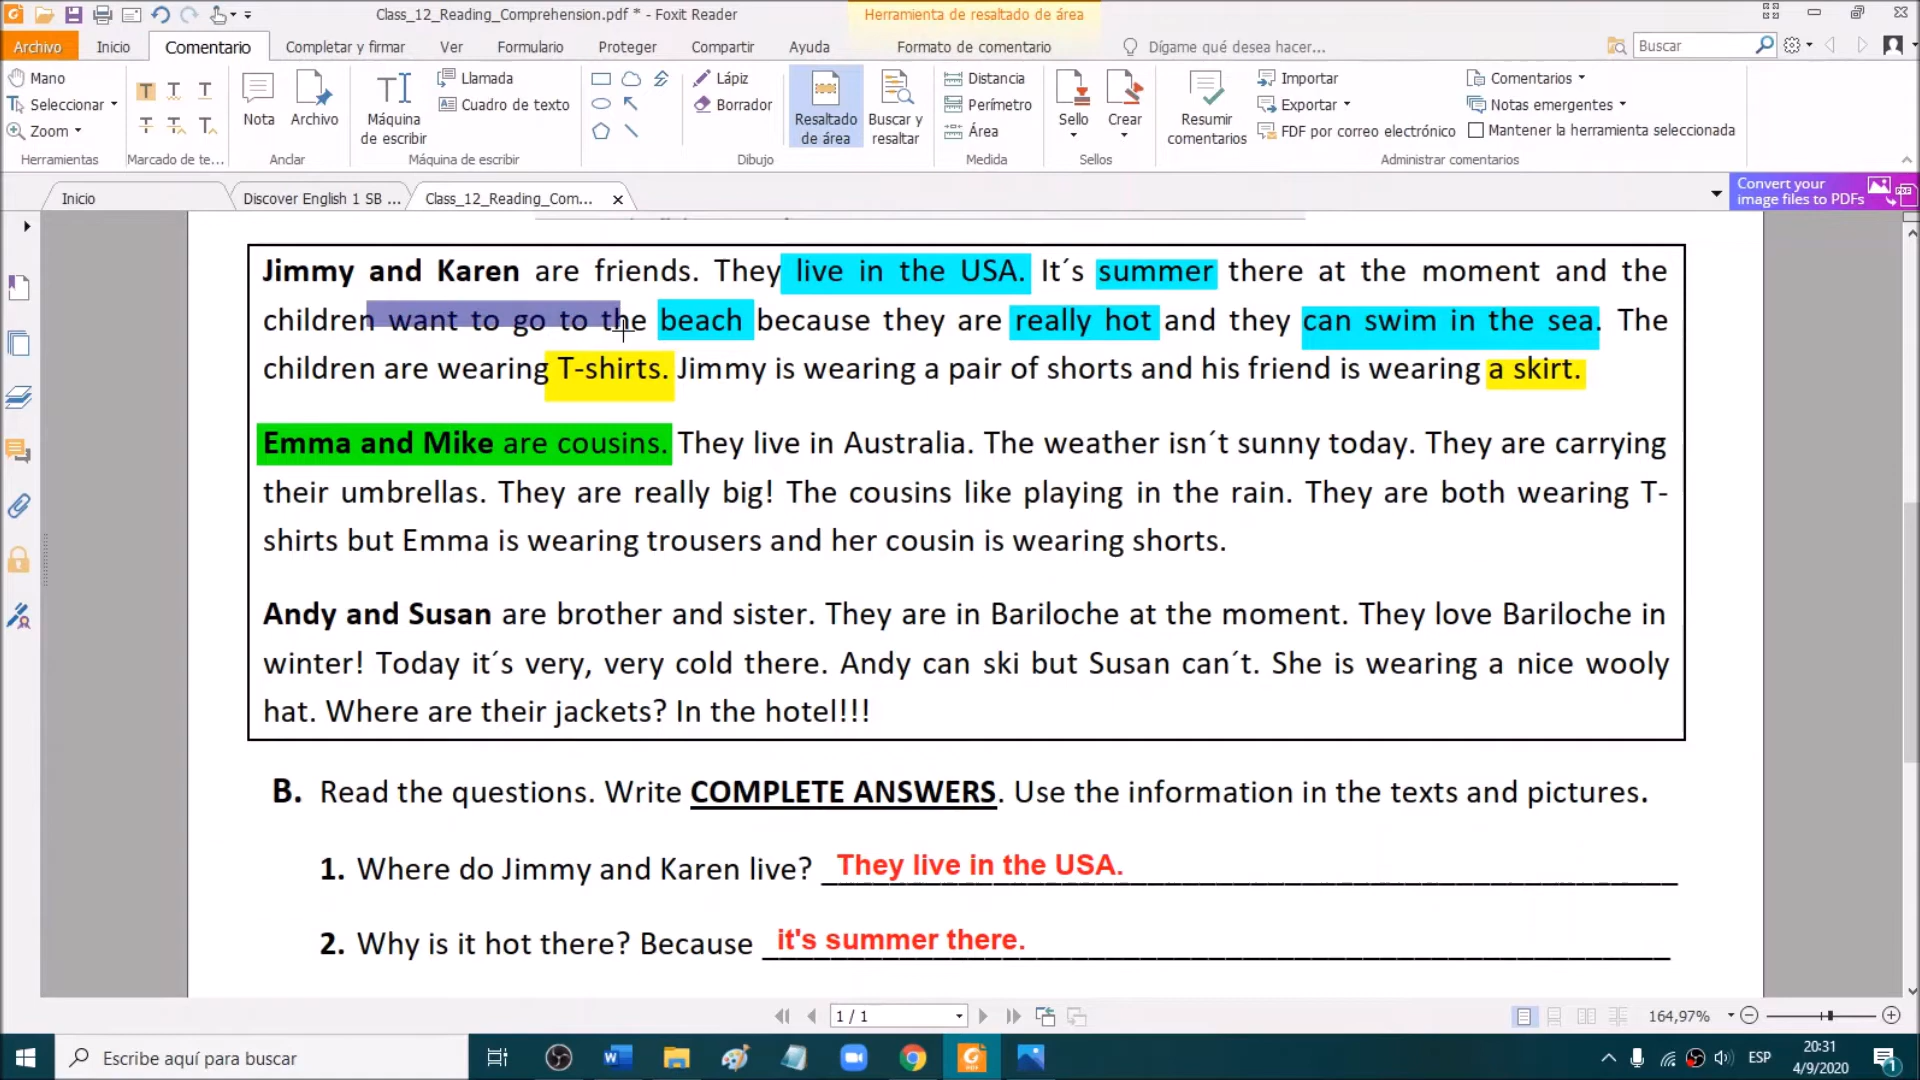 Class_12_Reading_Comprehension.pdf * - Foxit Reader
Herramienta de resaltado de área
Archivo Inicio Comentario Completar y firmar Ver Formulario Proteger Compartir Ayuda Formato de comentario Dígame qué desea hacer... Buscar
Mano
Seleccionar
Zoom
Herramientas
Marcado de te...
Nota
Archivo
Anclar
Máquina de escribir
Llamada
Cuadro de texto
Máquina de escribir
Lápiz
Borrador
Dibujo
Resaltado de área
Buscar y resaltar
Distancia
Perímetro
Área
Medida
Sello
Crear
Sellos
Resumir comentarios
Importar
Exportar
FDF por correo electrónico
Comentarios
Notas emergentes
Mantener la herramienta seleccionada
Administrar comentarios
Inicio
Discover English 1 SB ...
Class_12_Reading_Com...
Convert your
image files to PDFs
Jimmy and Karen are friends. They live in the USA. It´s summer there at the moment and the
children want to go to the beach because they are really hot and they can swim in the sea. The
children are wearing T-shirts. Jimmy is wearing a pair of shorts and his friend is wearing a skirt.
Emma and Mike are cousins. They live in Australia. The weather isn´t sunny today. They are carrying
their umbrellas. They are really big! The cousins like playing in the rain. They are both wearing T-
shirts but Emma is wearing trousers and her cousin is wearing shorts.
Andy and Susan are brother and sister. They are in Bariloche at the moment. They love Bariloche in
winter! Today it´s very, very cold there. Andy can ski but Susan can´t. She is wearing a nice wooly
hat. Where are their jackets? In the hotel!!!
B. Read the questions. Write COMPLETE ANSWERS. Use the information in the texts and pictures.
1. Where do Jimmy and Karen live? They live in the USA.
2. Why is it hot there? Because it's summer there.
1 / 1
164,97%
Escribe aquí para buscar
ESP
20:31
4/9/2020
1